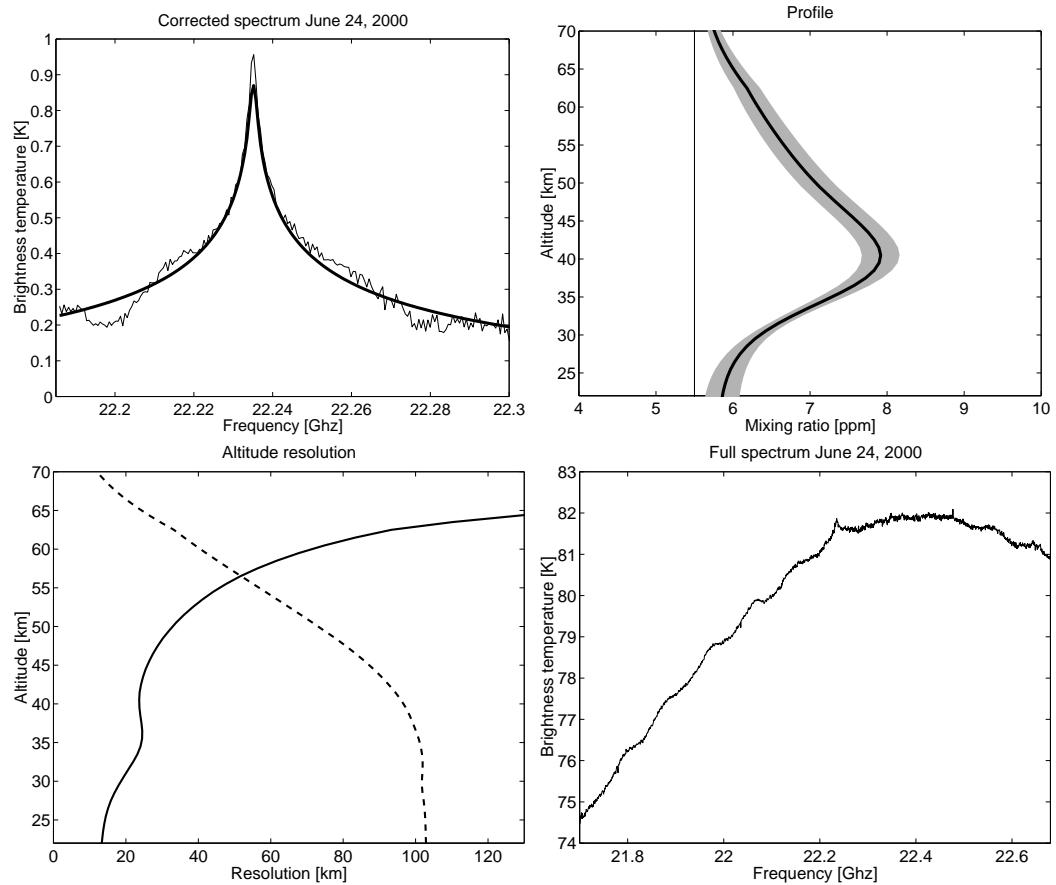 Corrected spectrum June 24, 2000
1
0.9
0.8
0.7
0.6
0.5
0.4
0.3
0.2
0.1
0
Brightness temperature [K]
22.2 22.22 22.24 22.26 22.28 22.3
Frequency [Ghz]
Profile
70
65
60
55
50
45
40
35
30
25
Altitude [km]
4 5 6 7 8 9 10
Mixing ratio [ppm]
Altitude resolution
70
65
60
55
50
45
40
35
30
25
Altitude [km]
0 20 40 60 80 100 120
Resolution [km]
Full spectrum June 24, 2000
83
82
81
80
79
78
77
76
75
74
Brightness temperature [K]
21.8 22 22.2 22.4 22.6
Frequency [Ghz]